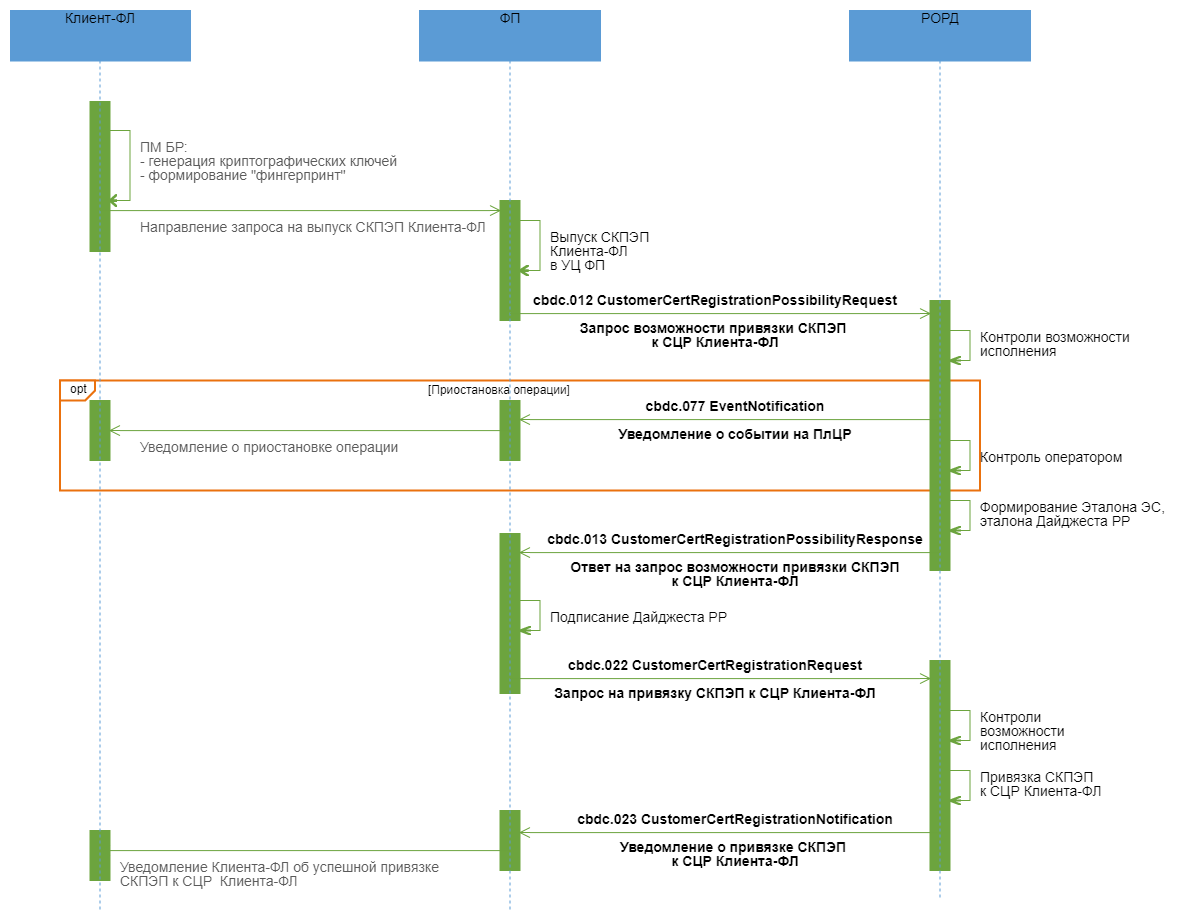 Клиент-ФЛ
ФП
РОРД
ПМ БР:
- генерация криптографических ключей
- формирование "фингерпринт"
Направление запроса на выпуск СКПЭП Клиента-ФЛ
Выпуск СКПЭП
Клиента-ФЛ
в УЦ ФП
cbdc.012 CustomerCertRegistrationPossibilityRequest
Запрос возможности привязки СКПЭП
к СЦР Клиента-ФЛ
Контроли возможности
исполнения
opt
[Приостановка операции]
cbdc.077 EventNotification
Уведомление о событии на ПлЦР
Уведомление о приостановке операции
Контроль оператором
Формирование Эталона ЭС,
эталона Дайджеста РР
cbdc.013 CustomerCertRegistrationPossibilityResponse
Ответ на запрос возможности привязки СКПЭП
к СЦР Клиента-ФЛ
Подписание Дайджеста РР
cbdc.022 CustomerCertRegistrationRequest
Запрос на привязку СКПЭП к СЦР Клиента-ФЛ
Контроли
возможности
исполнения
Привязка СКПЭП
к СЦР Клиента-ФЛ
cbdc.023 CustomerCertRegistrationNotification
Уведомление о привязке СКПЭП
к СЦР Клиента-ФЛ
Уведомление Клиента-ФЛ об успешной привязке
СКПЭП к СЦР  Клиента-ФЛ